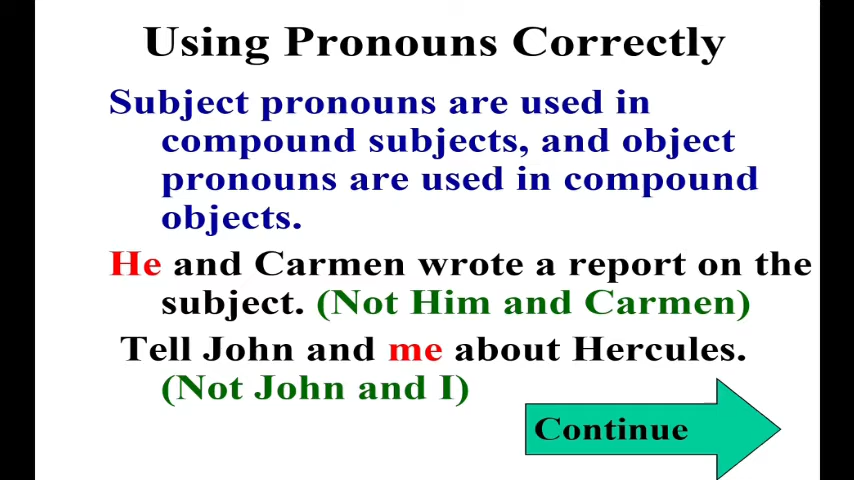 Using Pronouns Correctly
Subject pronouns are used in
compound subjects, and object
pronouns are used in compound
objects.
He and Carmen wrote a report on the
subject. (Not Him and Carmen)
Tell John and me about Hercules.
(Not John and I)
Continue